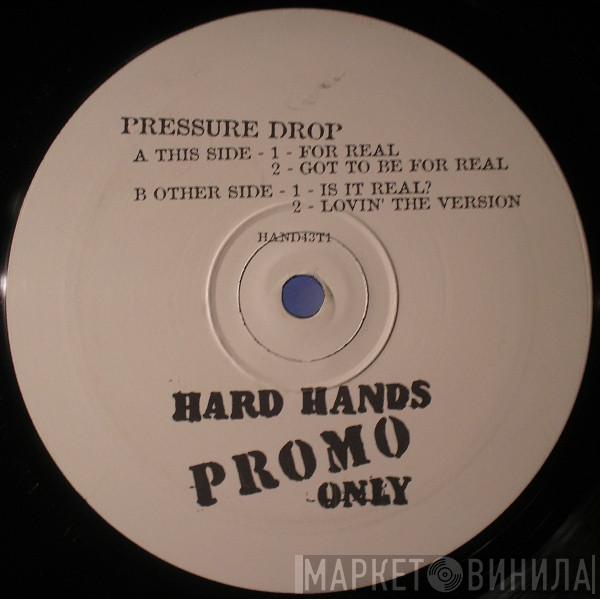 PRESSURE DROP
A THIS SIDE - 1 - FOR REAL
2 - GOT TO BE FOR REAL
B OTHER SIDE - 1 - IS IT REAL?
2 - LOVIN' THE VERSION
HAND43T1
HARD HANDS
PROMO
ONLY
МАРКЕТ ВИНИЛА